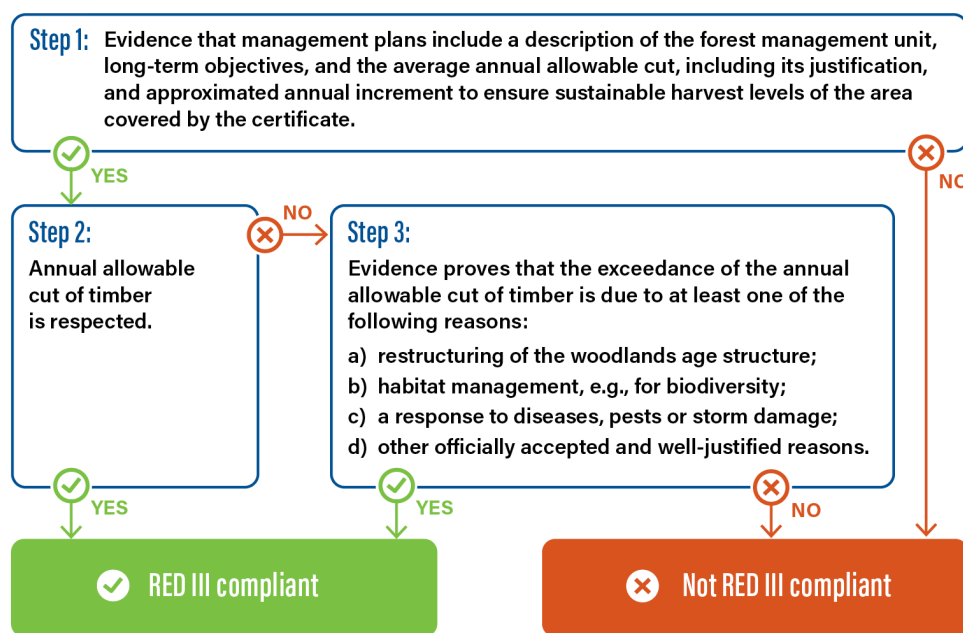 Step 1: Evidence that management plans include a description of the forest management unit,
long-term objectives, and the average annual allowable cut, including its justification,
and approximated annual increment to ensure sustainable harvest levels of the area
covered by the certificate.
YES
NO
Step 2:
Annual allowable
cut of timber
is respected.
NO
Step 3:
Evidence proves that the exceedance of the annual
allowable cut of timber is due to at least one of the
following reasons:
a) restructuring of the woodlands age structure;
b) habitat management, e.g., for biodiversity;
c) a response to diseases, pests or storm damage;
d) other officially accepted and well-justified reasons.
YES
YES
NO
RED III compliant
Not RED III compliant